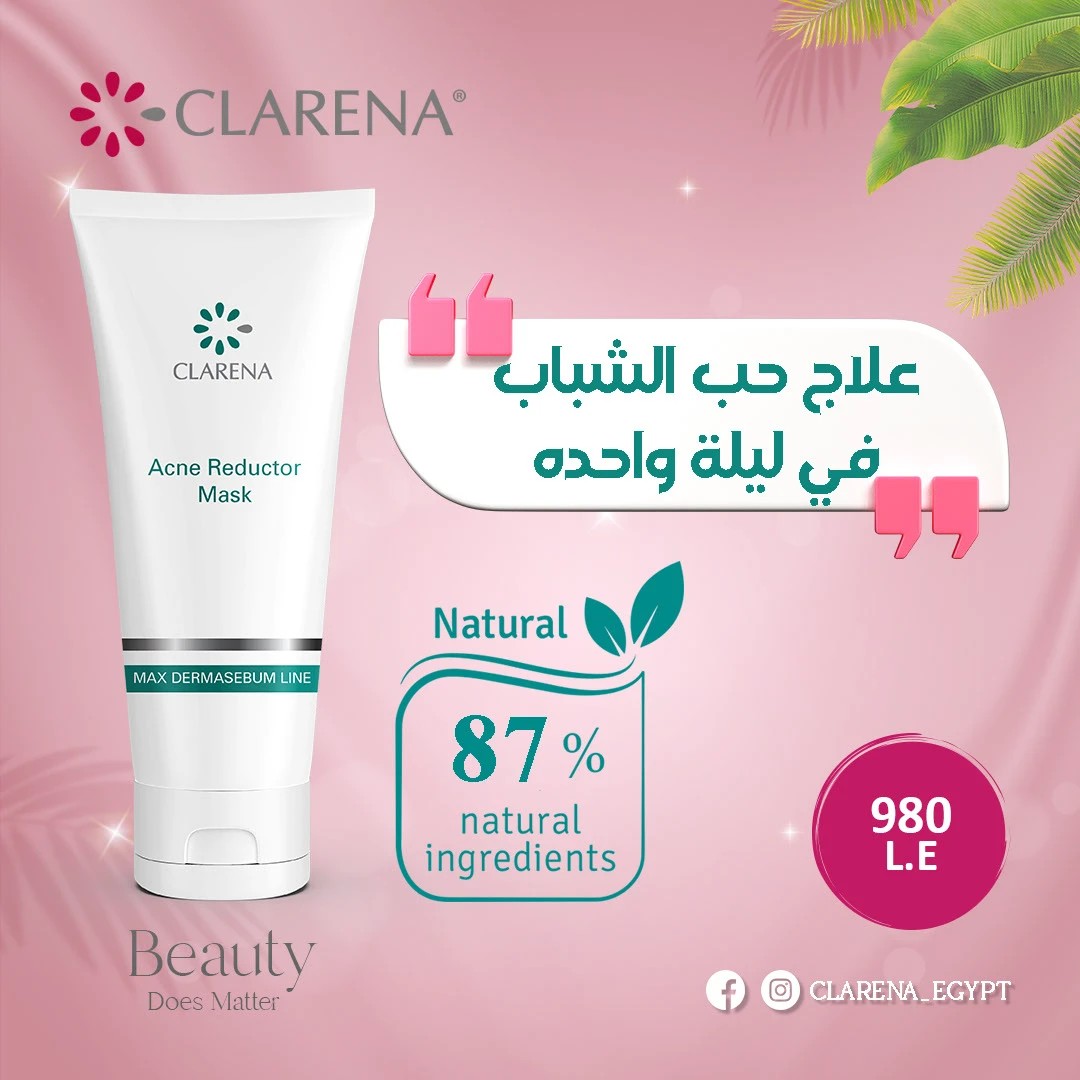 CLARENA®
CLARENA
Acne Reductor
Mask
MAX DERMASEBUM LINE
علاج حب الشباب
في ليلة واحده
Natural
87 %
natural
ingredients
980
L.E
Beauty
Does Matter
CLARENA_EGYPT